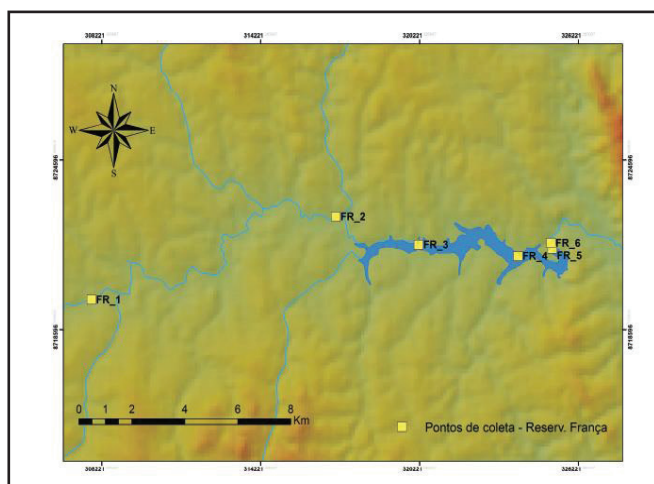 308221 314221 320221 326221
N
W E
S
8724596 8724596
FR_2
FR_3
FR_6
FR_4 FR_5
FR_1
8718596 8718596
0 1 2 4 6 8
Km
Pontos de coleta - Reserv. França
308221 314221 320221 326221